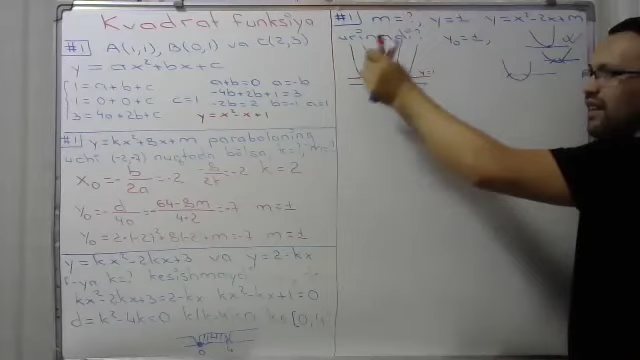 Kvadrat funksiya
#1 A(1,1), B(0,1) va C(2,3)
y = ax²+bx+c
1=a+b+c a+b=0 a=-b
1=0+0+c c=1 -4b+2b+1=3
3=4a+2b+c -2b=2 b=-1 a=1
y=x²-x+1
#1 y=kx²+8x+m parabolaning
uchi (-2,-7) nuqtada bo'lsa, k=?, m=?
X₀=-b/2a=-2 -8/2k=-2 k=2
Y₀=-d/4a=-64-8m/4·2=-7 m=1
Y₀=2·(-2)²+8(-2)+m=-7 m=1
y=kx²-2kx+3 va y=2-kx
f-ya k=? kesishmaydi
kx²-2kx+3=2-kx kx²-kx+1=0
d=k²-4k=0
0 4
#1 m=? y=1 y=x²-2x+m
y₀=1,
y=1